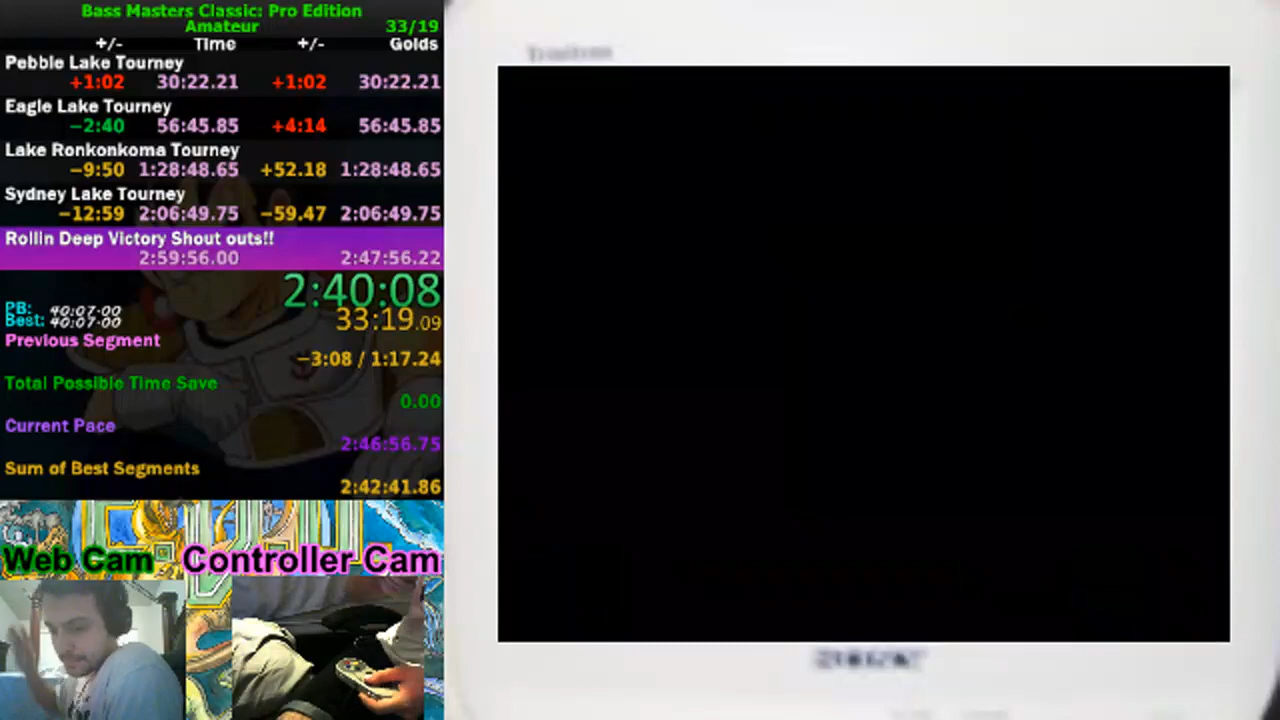 Bass Masters Classic: Pro Edition
Amateur 33/19
+/- Time +/- Golds
Pebble Lake Tourney
+1:02 30:22.21 +1:02 30:22.21
Eagle Lake Tourney
−2:40 56:45.85 +4:14 56:45.85
Lake Ronkonkoma Tourney
−9:50 1:28:48.65 +52.18 1:28:48.65
Sydney Lake Tourney
−12:59 2:06:49.75 −59.47 2:06:49.75
Rollin Deep Victory Shout outs!!
2:59:56.00 2:47:56.22
2:40:08
PB: 40:07:00
Best: 40:07:00
33:19.09
Previous Segment
−3:08 / 1:17.24
Total Possible Time Save
0.00
Current Pace
2:46:56.75
Sum of Best Segments
2:42:41.86
Web Cam Controller Cam